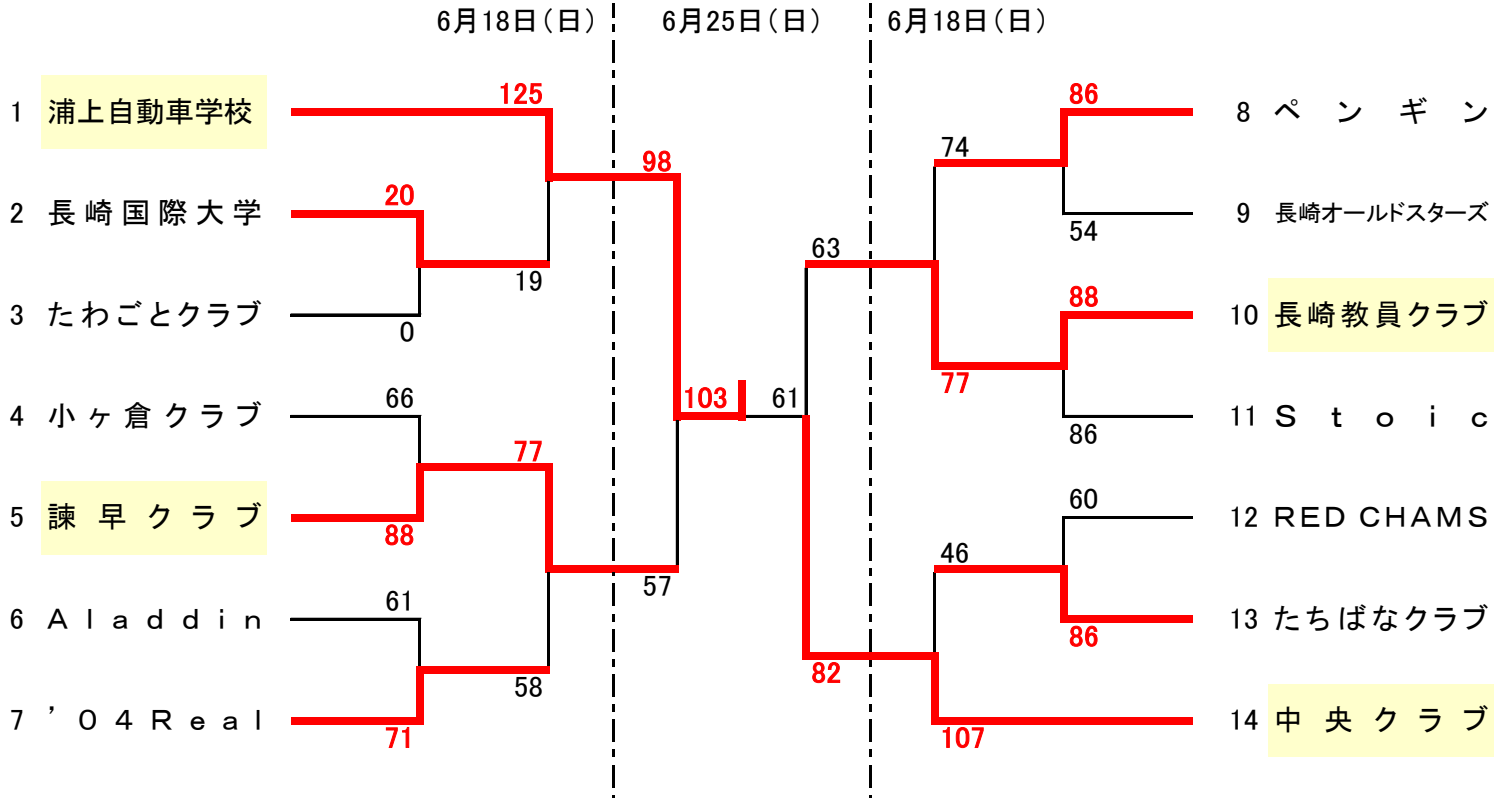 6月18日(日)
6月25日(日)
6月18日(日)
1 浦上自動車学校
125
86
8 ペンギン
98
74
2 長崎国際大学
20
9 長崎オールドスターズ
54
63
19
3 たわごとクラブ
0
88
10 長崎教員クラブ
77
103
61
4 小ヶ倉クラブ
66
11 Stoic
86
77
60
5 諫早クラブ
88
12 RED CHAMS
46
57
6 Aladdin
61
13 たちばなクラブ
86
58
82
7 ’04Real
71
107
14 中央クラブ